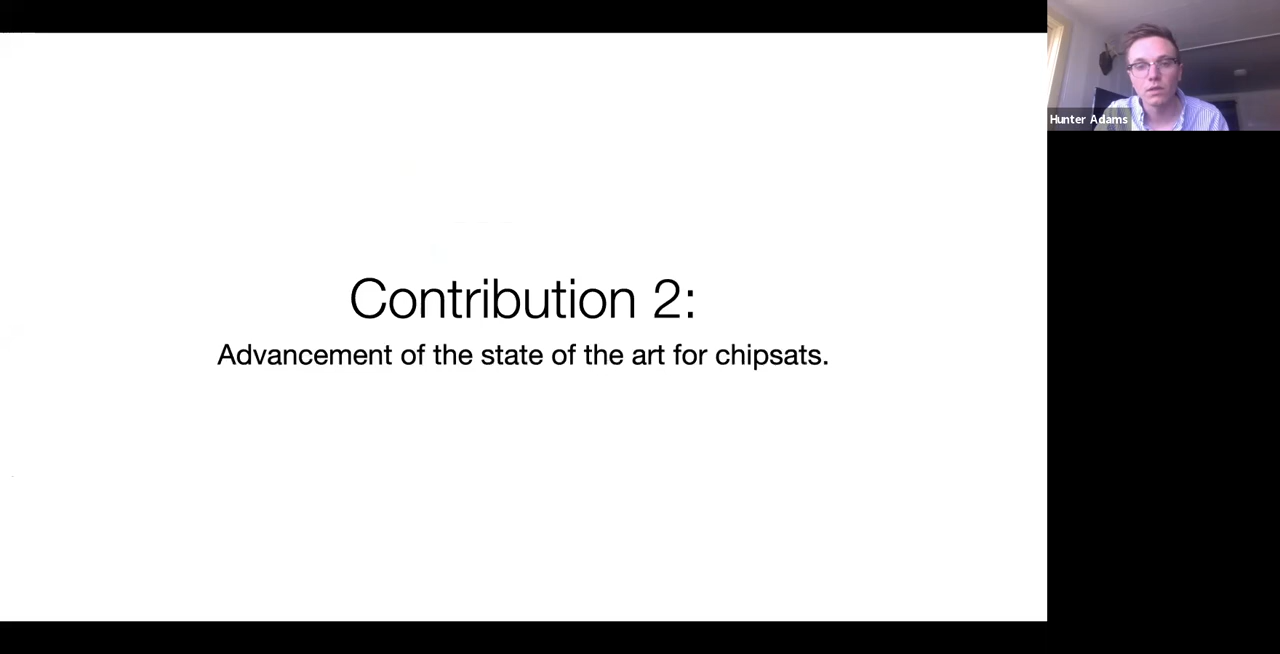 Contribution 2:
Advancement of the state of the art for chipsats.
Hunter Adams